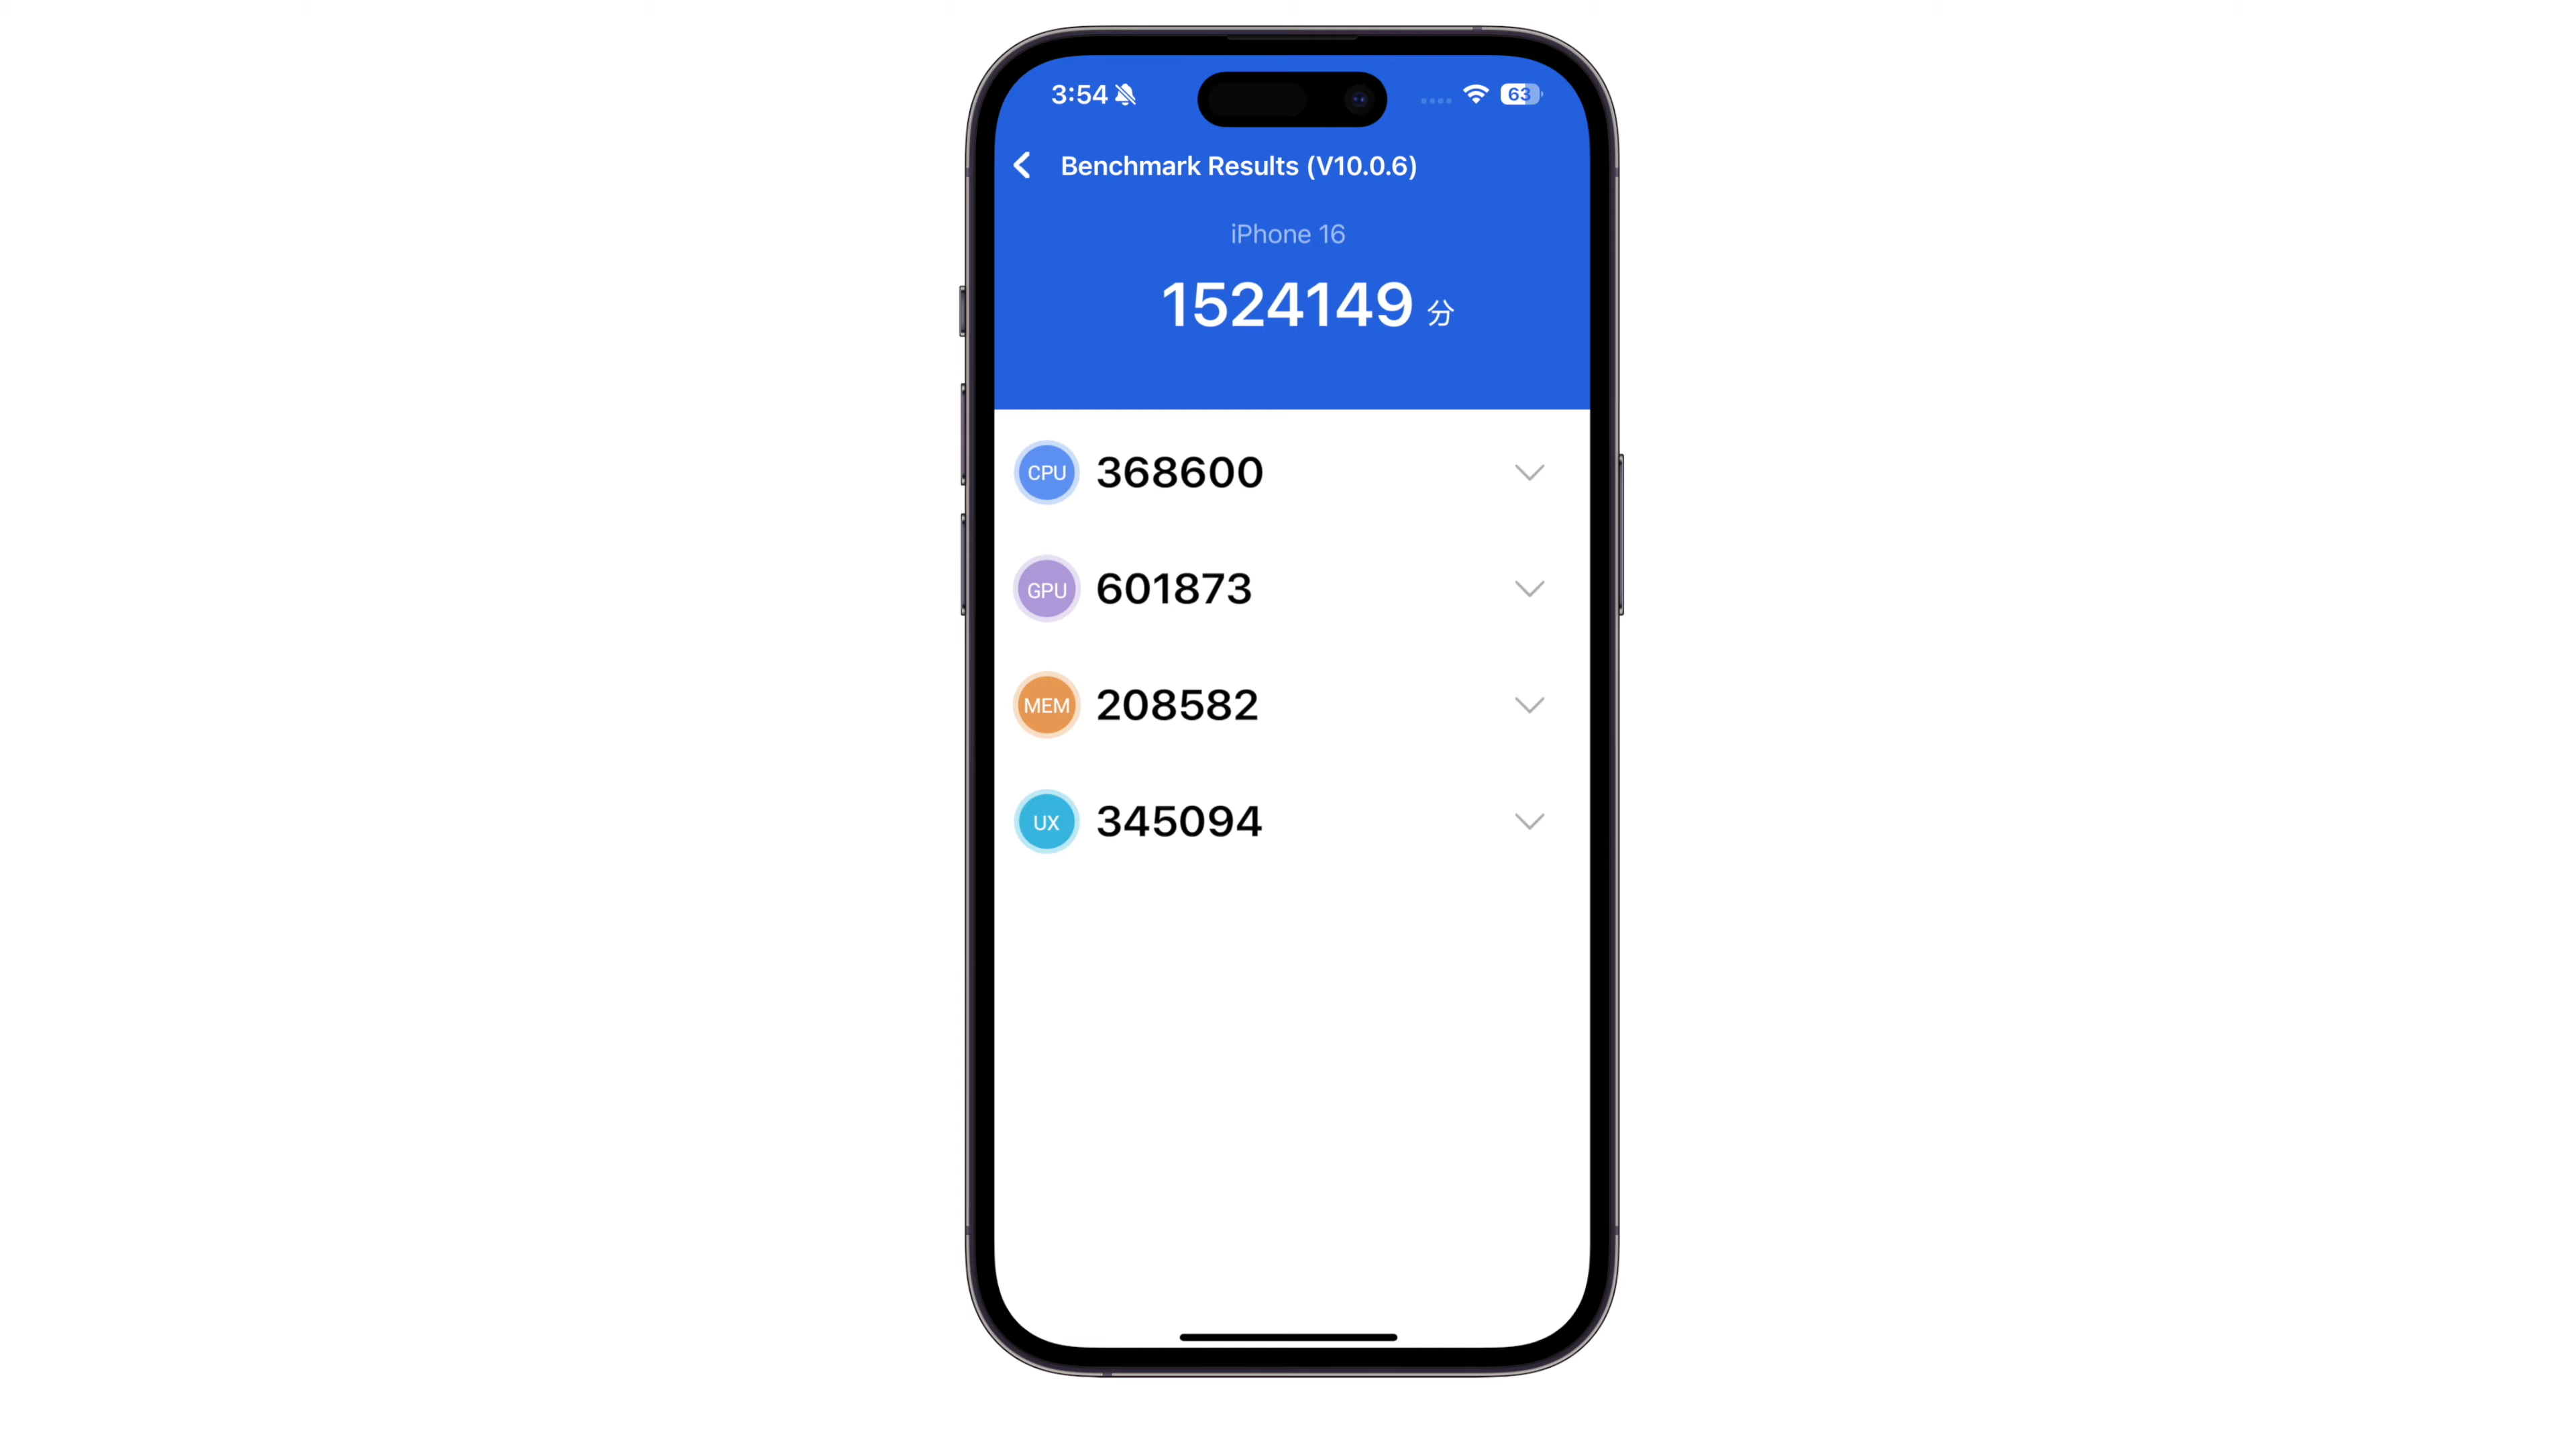 3:54 63
Benchmark Results (V10.0.6)
iPhone 16
1524149 分
CPU 368600
GPU 601873
MEM 208582
UX 345094